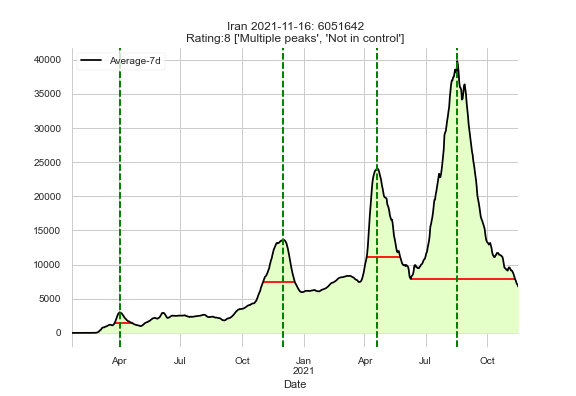 Iran 2021-11-16: 6051642
Rating:8 ['Multiple peaks', 'Not in control']
Average-7d
40000
35000
30000
25000
20000
15000
10000
5000
0
Apr Jul Oct Jan Apr Jul Oct
2021
Date